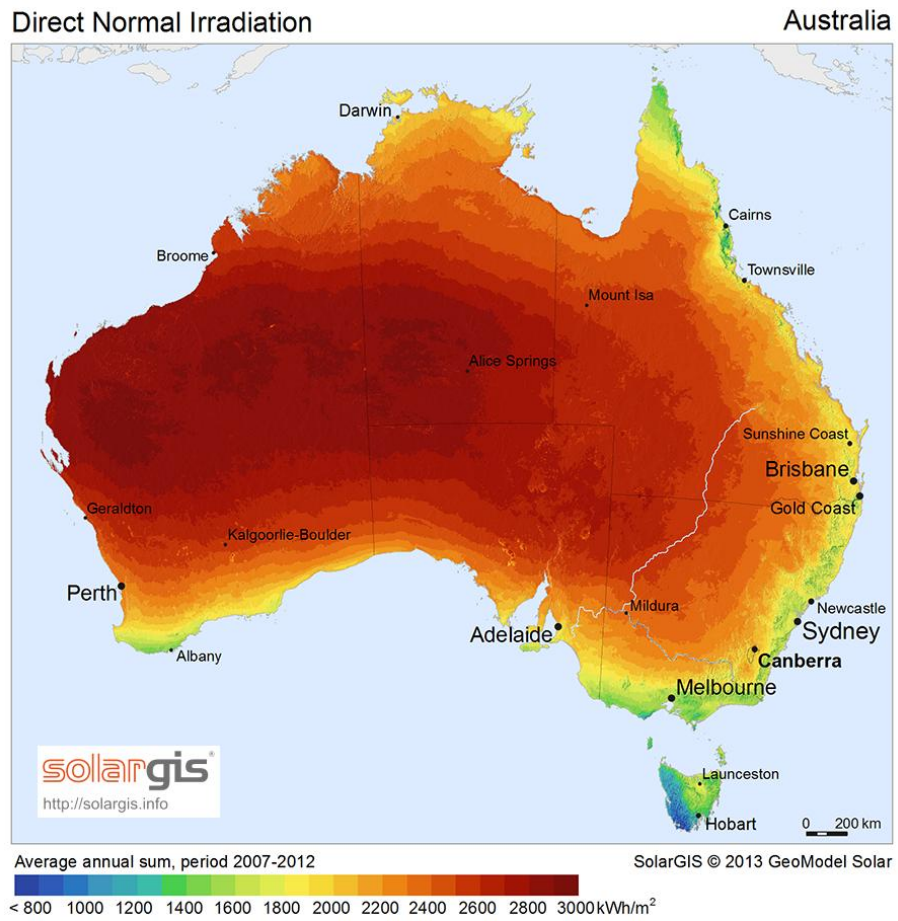 Direct Normal Irradiation
Australia
Darwin
Cairns
Broome
Townsville
Mount Isa
Alice Springs
Sunshine Coast
Brisbane
Gold Coast
Geraldton
Kalgoorlie-Boulder
Perth
Mildura
Newcastle
Adelaide
Sydney
Albany
Canberra
Melbourne
solargis®
http://solargis.info
Launceston
Hobart
0 200 km
Average annual sum, period 2007-2012
SolarGIS © 2013 GeoModel Solar
< 800 1000 1200 1400 1600 1800 2000 2200 2400 2600 2800 3000 kWh/m²